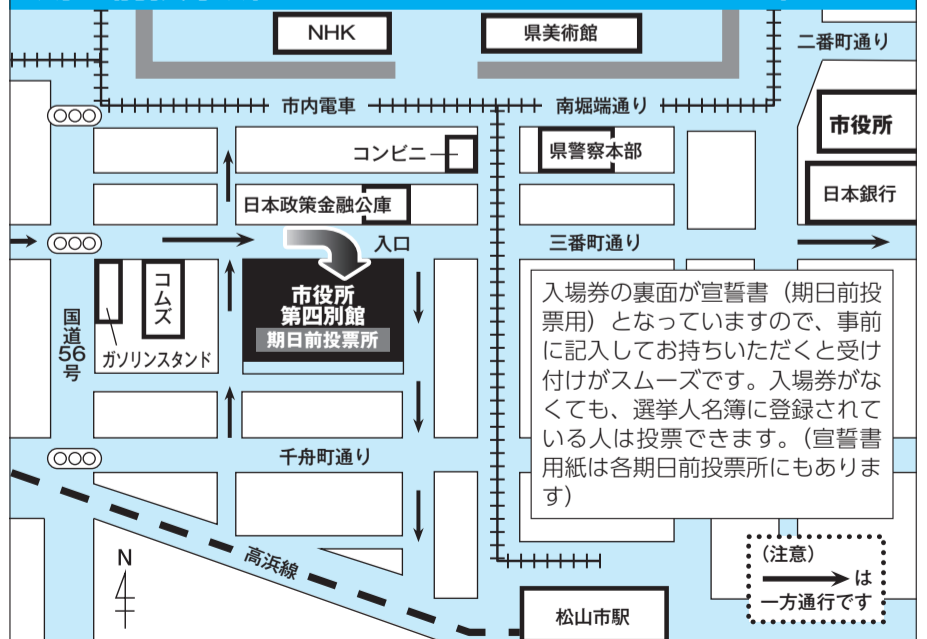 NHK
県美術館
二番町通り
市内電車
南堀端通り
市役所
コンビニ
県警察本部
日本政策金融公庫
日本銀行
入口
三番町通り
コムズ
市役所
第四別館
期日前投票所
国道56号
ガソリンスタンド
入場券の裏面が宣誓書（期日前投
票用）となっていますので、事前
に記入してお持ちいただくと受け
付けがスムーズです。入場券がな
くても、選挙人名簿に登録されて
いる人は投票できます。（宣誓書
用紙は各期日前投票所にもありま
す）
千舟町通り
高浜線
N
（注意）
は
一方通行です
松山市駅